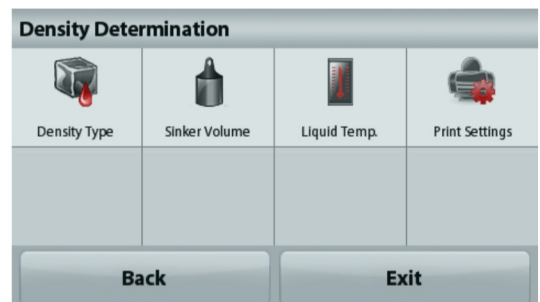 Density Determination
Density Type
Sinker Volume
Liquid Temp.
Print Settings
Back
Exit